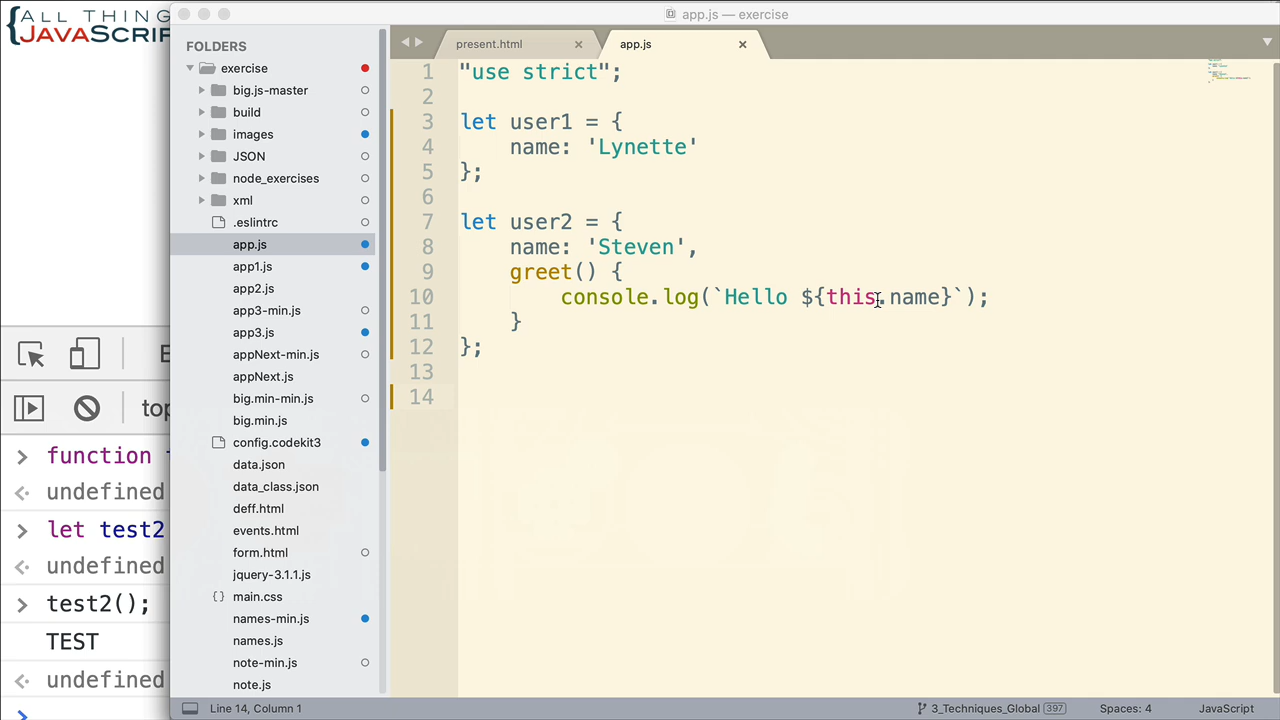 ALL THING
{JAVASCRIP
app.js — exercise
FOLDERS
exercise
big.js-master
build
images
JSON
node_exercises
xml
.eslintrc
app.js
app1.js
app2.js
app3-min.js
app3.js
appNext-min.js
appNext.js
big.min-min.js
big.min.js
config.codekit3
data.json
data_class.json
deff.html
events.html
form.html
jquery-3.1.1.js
main.css
names-min.js
names.js
note-min.js
note.js
present.html
app.js
1 "use strict";
2
3 let user1 = {
4 name: 'Lynette'
5 };
6
7 let user2 = {
8 name: 'Steven',
9 greet() {
10 console.log(`Hello ${this.name}`);
11 }
12 };
13
14
top
> function
undefined
> let test2
undefined
> test2();
TEST
undefined
>
Line 14, Column 1
3_Techniques_Global 397
Spaces: 4
JavaScript